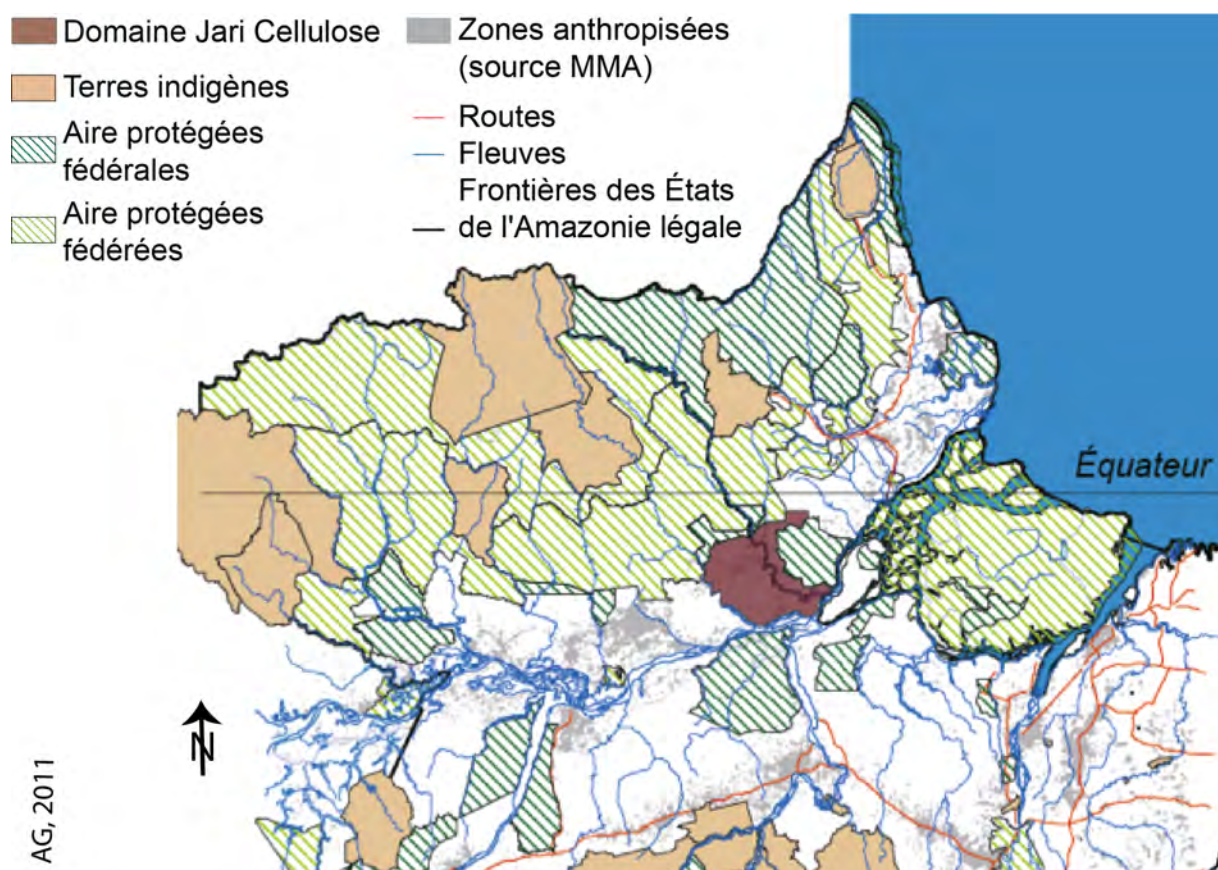 Domaine Jari Cellulose
Terres indigènes
Aire protégées
fédérales
Aire protégées
fédérées
Zones anthropisées
(source MMA)
Routes
Fleuves
Frontières des États
de l'Amazonie légale
Équateur
N
AG, 2011